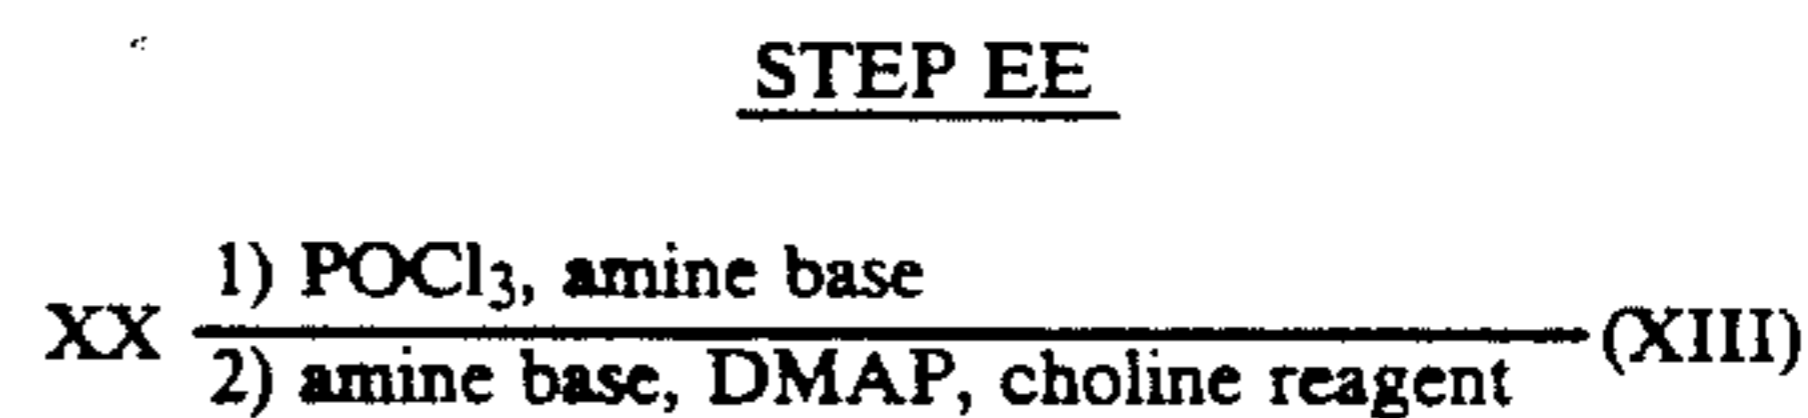 STEP EE
1) POCl3, amine base
XX (XIII)
2) amine base, DMAP, choline reagent